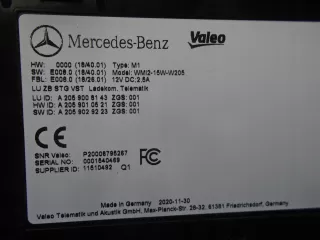 Mercedes-Benz Valeo
HW: 0000 (18/40.01) Type: M1
SW: E008.0 (18/40.01) Model: WMI2-15W-W205
FBL: E008.0 (18/26.01) 12V DC; 2.5A
LU ZB STG VST Ladekom. Telematik
LU ID: A 205 900 81 43 ZGS: 001
HW ID: A 205 901 05 21 ZGS: 001
SW ID: A 205 902 92 23 ZGS: 001
CE
SNR Valeo: P20006795267
SERIAL NO: 0001540469 FC
SUPPLIER ID: 11510492 Q1
Made in Germany 2020-11-30
Valeo Telematik und Akustik GmbH, Max-Planck-Str. 28-32, 61381 Friedrichsdorf, Germany